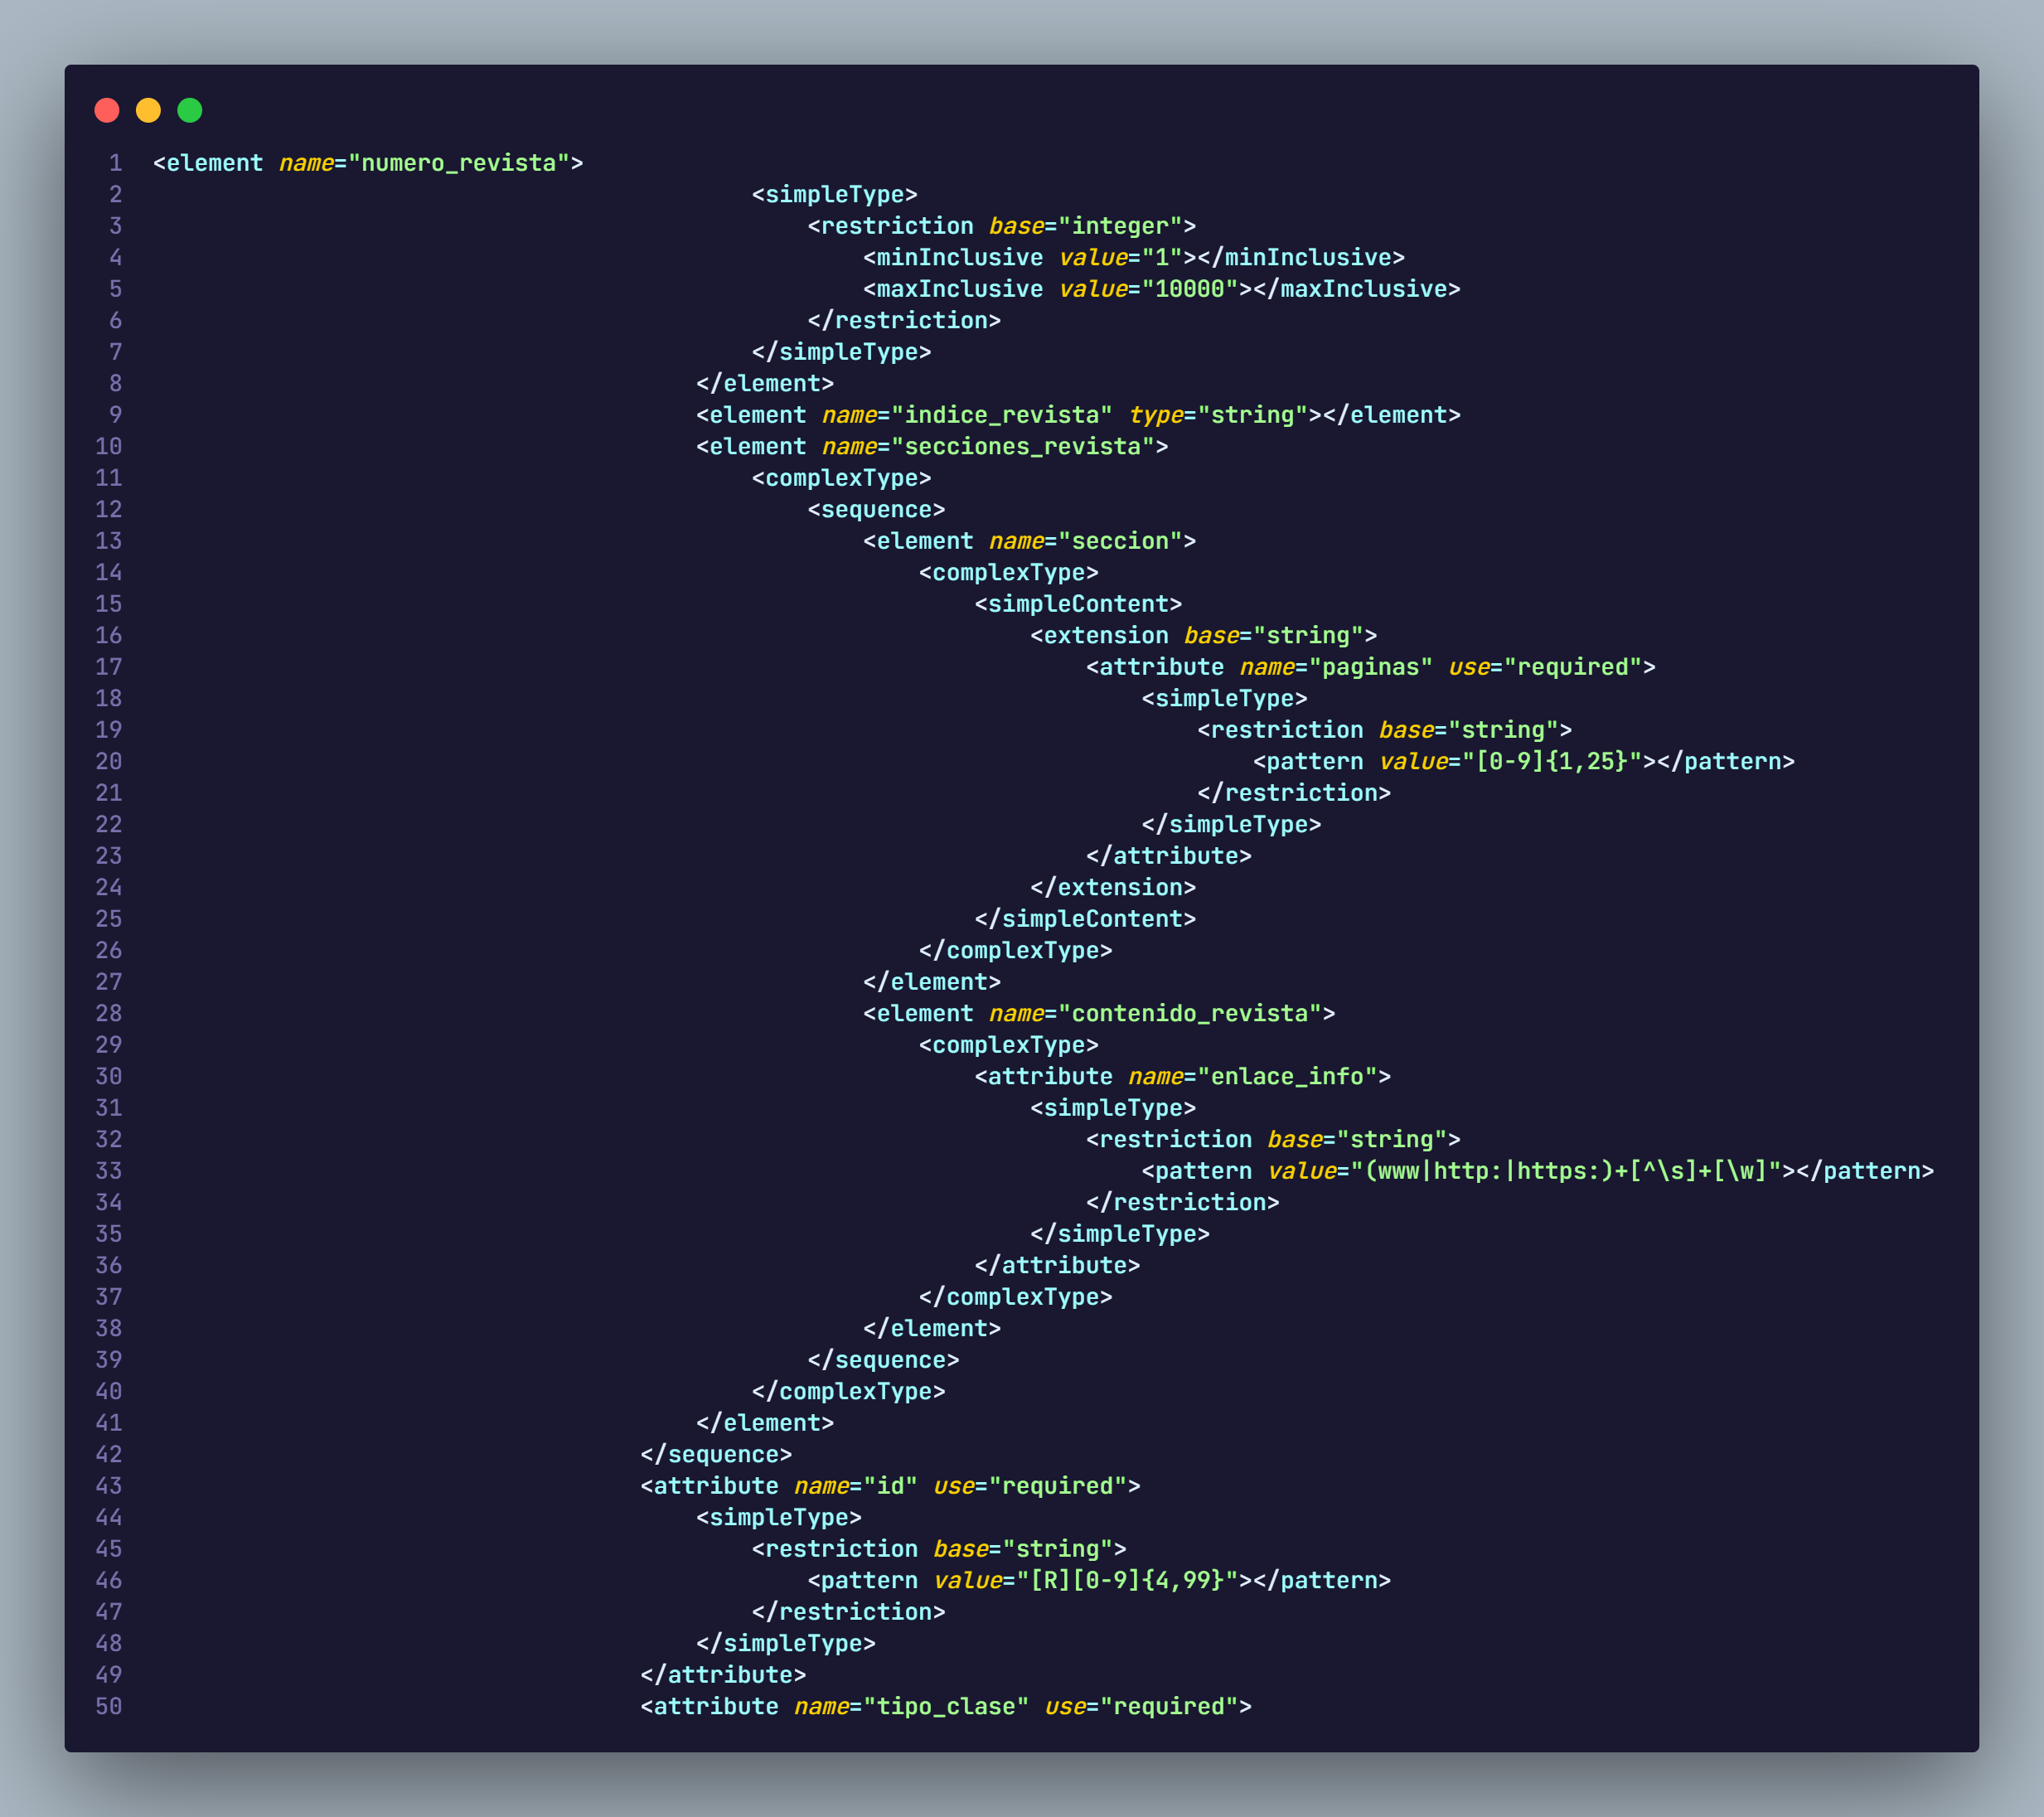 1 <element name="numero_revista">
2 <simpleType>
3 <restriction base="integer">
4 <minInclusive value="1"></minInclusive>
5 <maxInclusive value="10000"></maxInclusive>
6 </restriction>
7 </simpleType>
8 </element>
9 <element name="indice_revista" type="string"></element>
10 <element name="secciones_revista">
11 <complexType>
12 <sequence>
13 <element name="seccion">
14 <complexType>
15 <simpleContent>
16 <extension base="string">
17 <attribute name="paginas" use="required">
18 <simpleType>
19 <restriction base="string">
20 <pattern value="[0-9]{1,25}"></pattern>
21 </restriction>
22 </simpleType>
23 </attribute>
24 </extension>
25 </simpleContent>
26 </complexType>
27 </element>
28 <element name="contenido_revista">
29 <complexType>
30 <attribute name="enlace_info">
31 <simpleType>
32 <restriction base="string">
33 <pattern value="(www|http:|https:)+[^\s]+[\w]"></pattern>
34 </restriction>
35 </simpleType>
36 </attribute>
37 </complexType>
38 </element>
39 </sequence>
40 </complexType>
41 </element>
42 </sequence>
43 <attribute name="id" use="required">
44 <simpleType>
45 <restriction base="string">
46 <pattern value="[R][0-9]{4,99}"></pattern>
47 </restriction>
48 </simpleType>
49 </attribute>
50 <attribute name="tipo_clase" use="required">